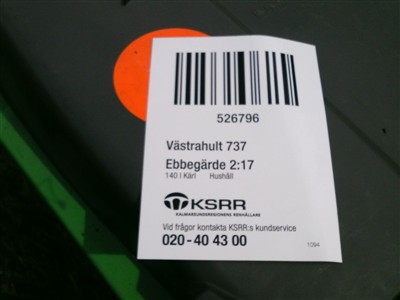 526796
Västrahult 737
Ebbegärde 2:17
140 l Kärl Hushåll
KSRR
KALMARSUNDSREGIONENS RENHÅLLARE
Vid frågor kontakta KSRR:s kundservice
020-40 43 00 1094